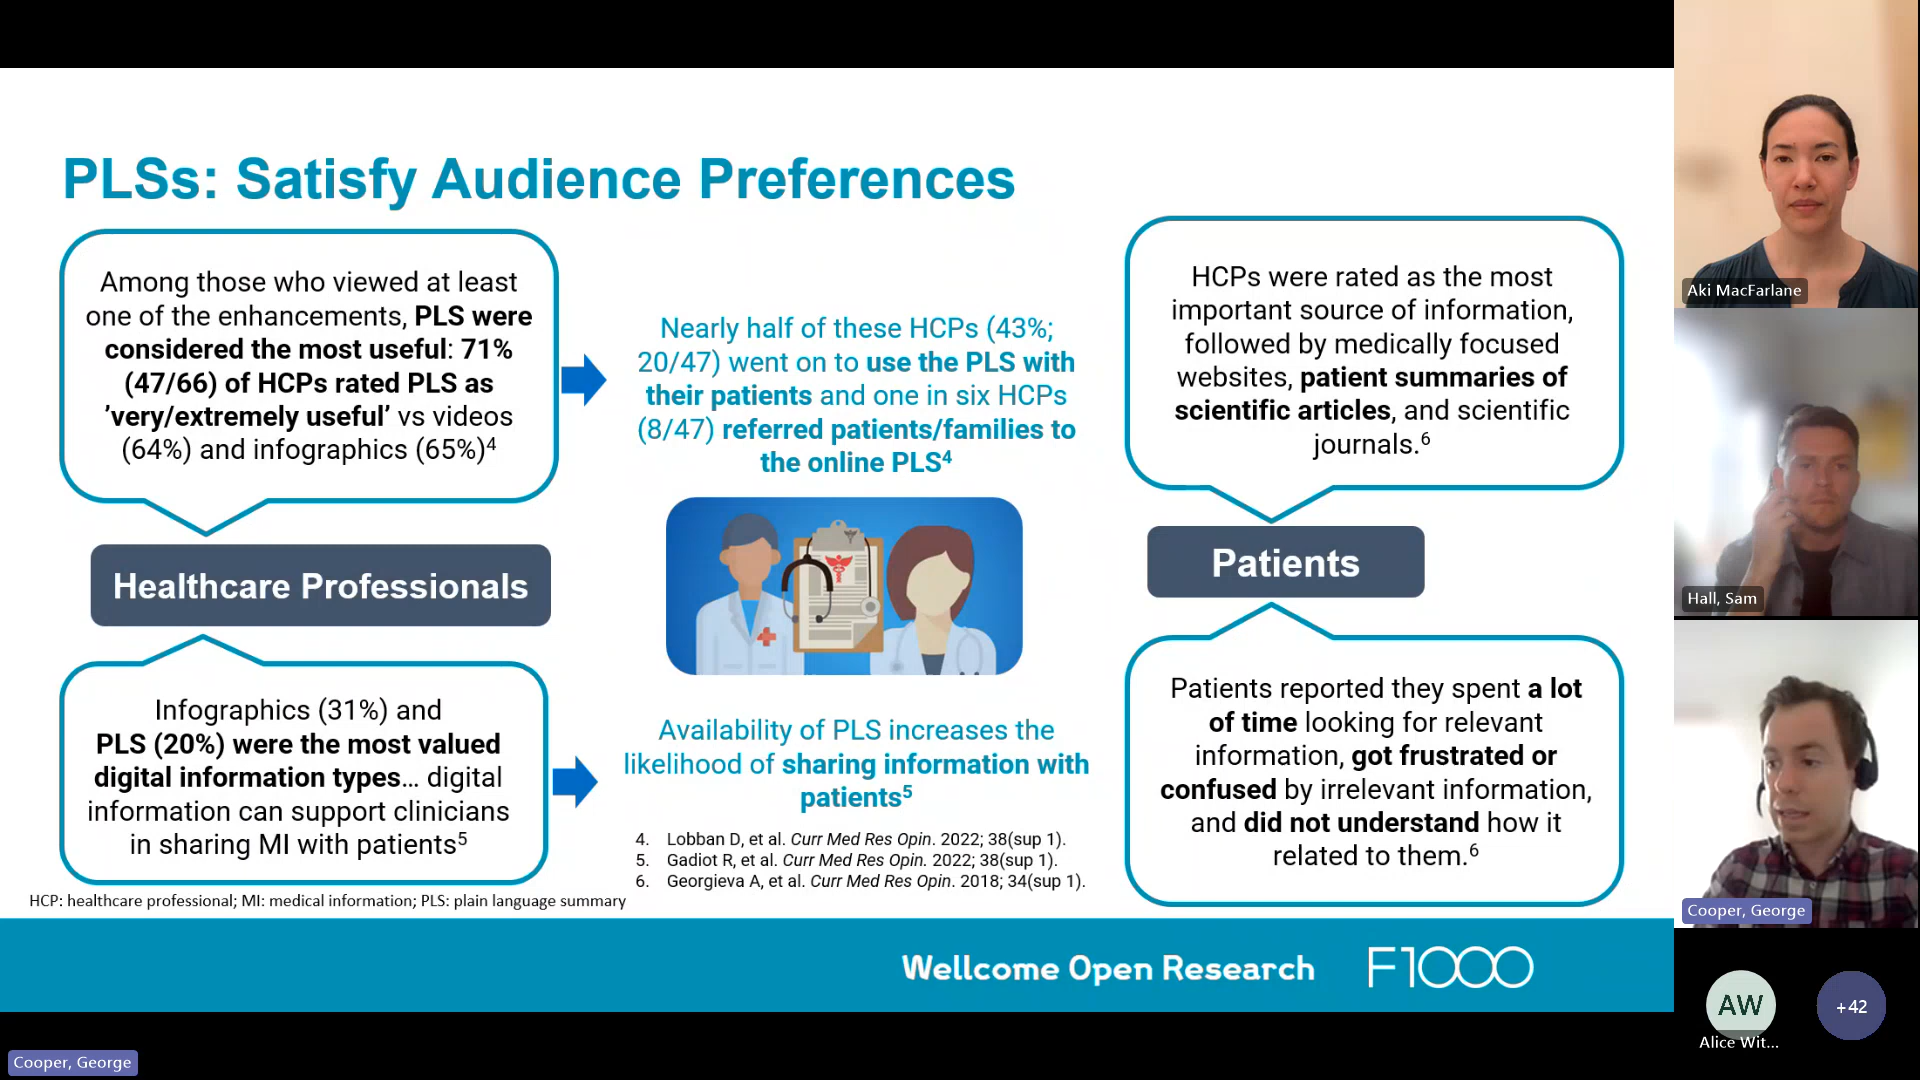 PLSs: Satisfy Audience Preferences
Among those who viewed at least
one of the enhancements, PLS were
considered the most useful: 71%
(47/66) of HCPs rated PLS as
’very/extremely useful’ vs videos
(64%) and infographics (65%)4
Healthcare Professionals
Infographics (31%) and
PLS (20%) were the most valued
digital information types... digital
information can support clinicians
in sharing MI with patients5
HCP: healthcare professional; MI: medical information; PLS: plain language summary
Nearly half of these HCPs (43%;
20/47) went on to use the PLS with
their patients and one in six HCPs
(8/47) referred patients/families to
the online PLS4
Availability of PLS increases the
likelihood of sharing information with
patients5
4. Lobban D, et al. Curr Med Res Opin. 2022; 38(sup 1).
5. Gadiot R, et al. Curr Med Res Opin. 2022; 38(sup 1).
6. Georgieva A, et al. Curr Med Res Opin. 2018; 34(sup 1).
HCPs were rated as the most
important source of information,
followed by medically focused
websites, patient summaries of
scientific articles, and scientific
journals.6
Patients
Patients reported they spent a lot
of time looking for relevant
information, got frustrated or
confused by irrelevant information,
and did not understand how it
related to them.6
Wellcome Open Research F1000
Cooper, George
Aki MacFarlane
Hall, Sam
Cooper, George
AW
Alice Wit...
+42